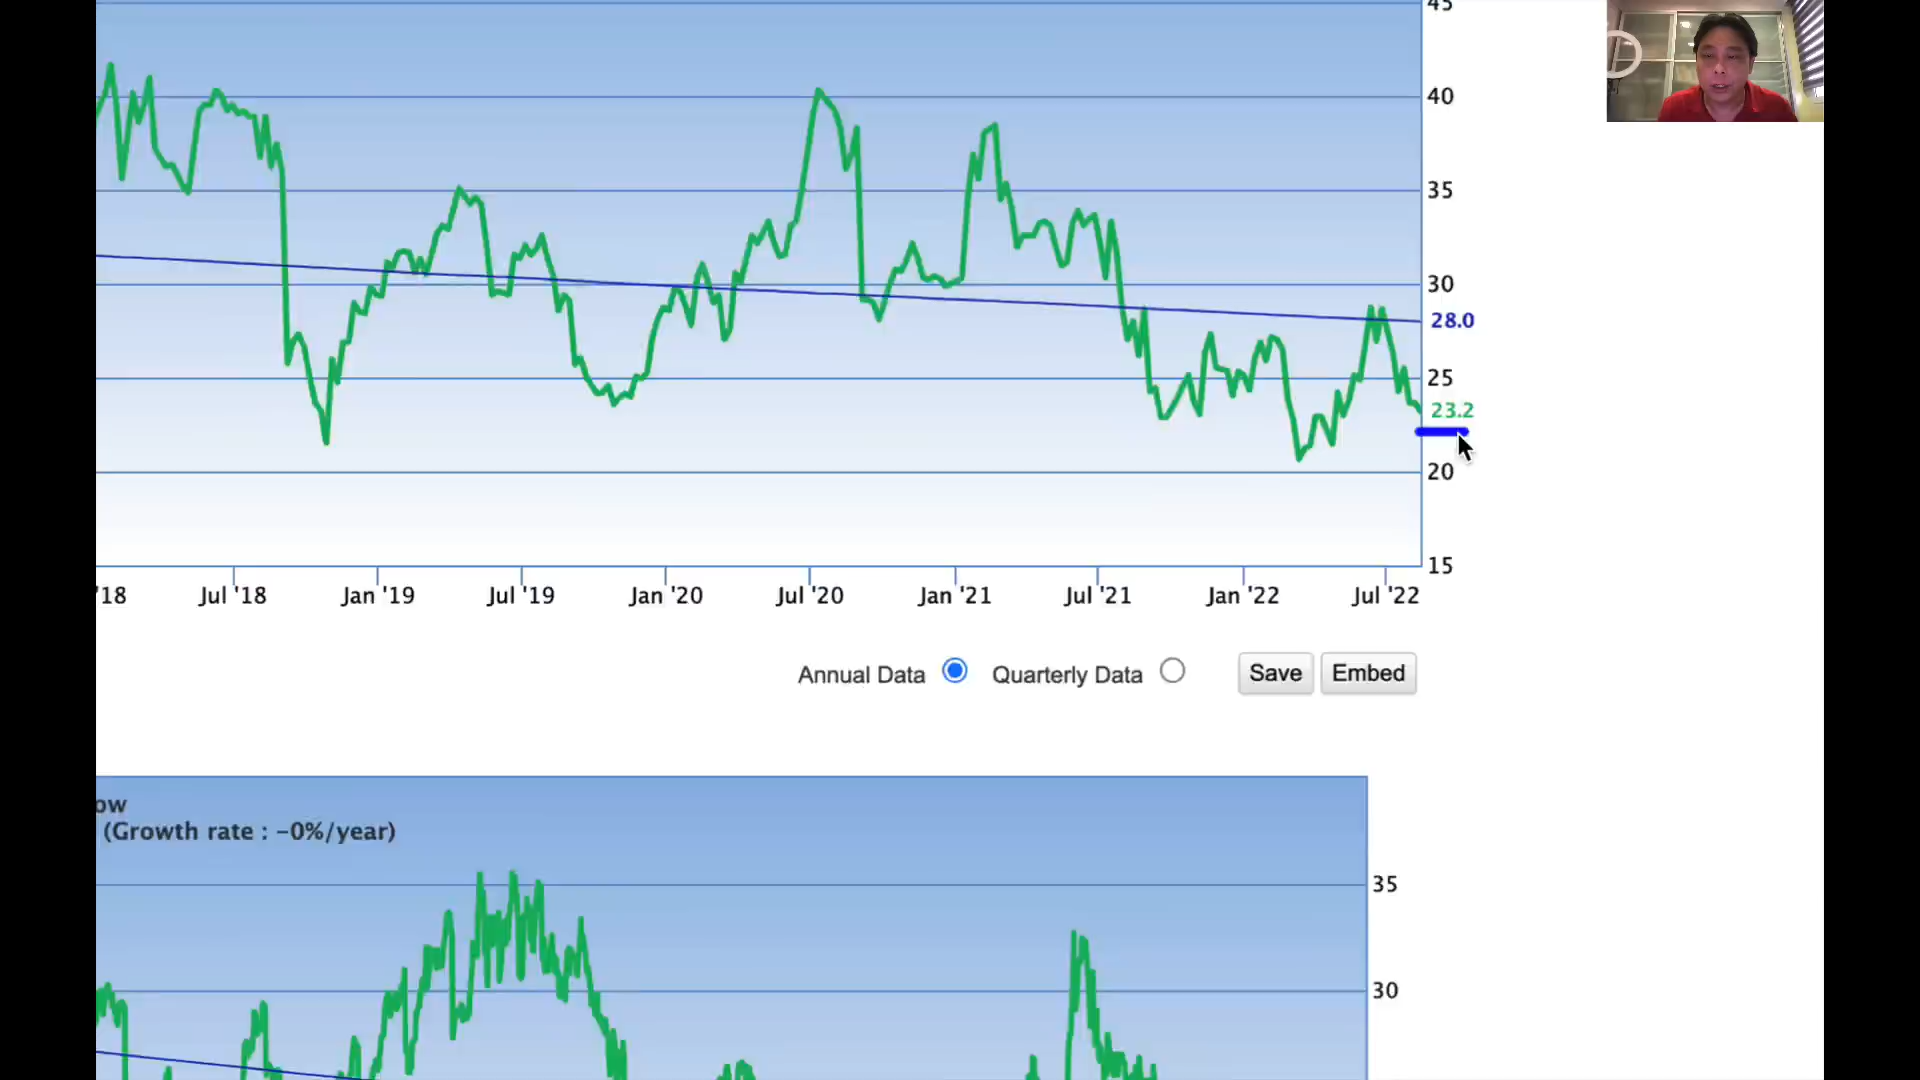 45
40
35
30
28.0
25
23.2
20
15
'18 Jul '18 Jan '19 Jul '19 Jan '20 Jul '20 Jan '21 Jul '21 Jan '22 Jul '22
Annual Data Quarterly Data Save Embed
ow
(Growth rate : −0%/year)
35
30